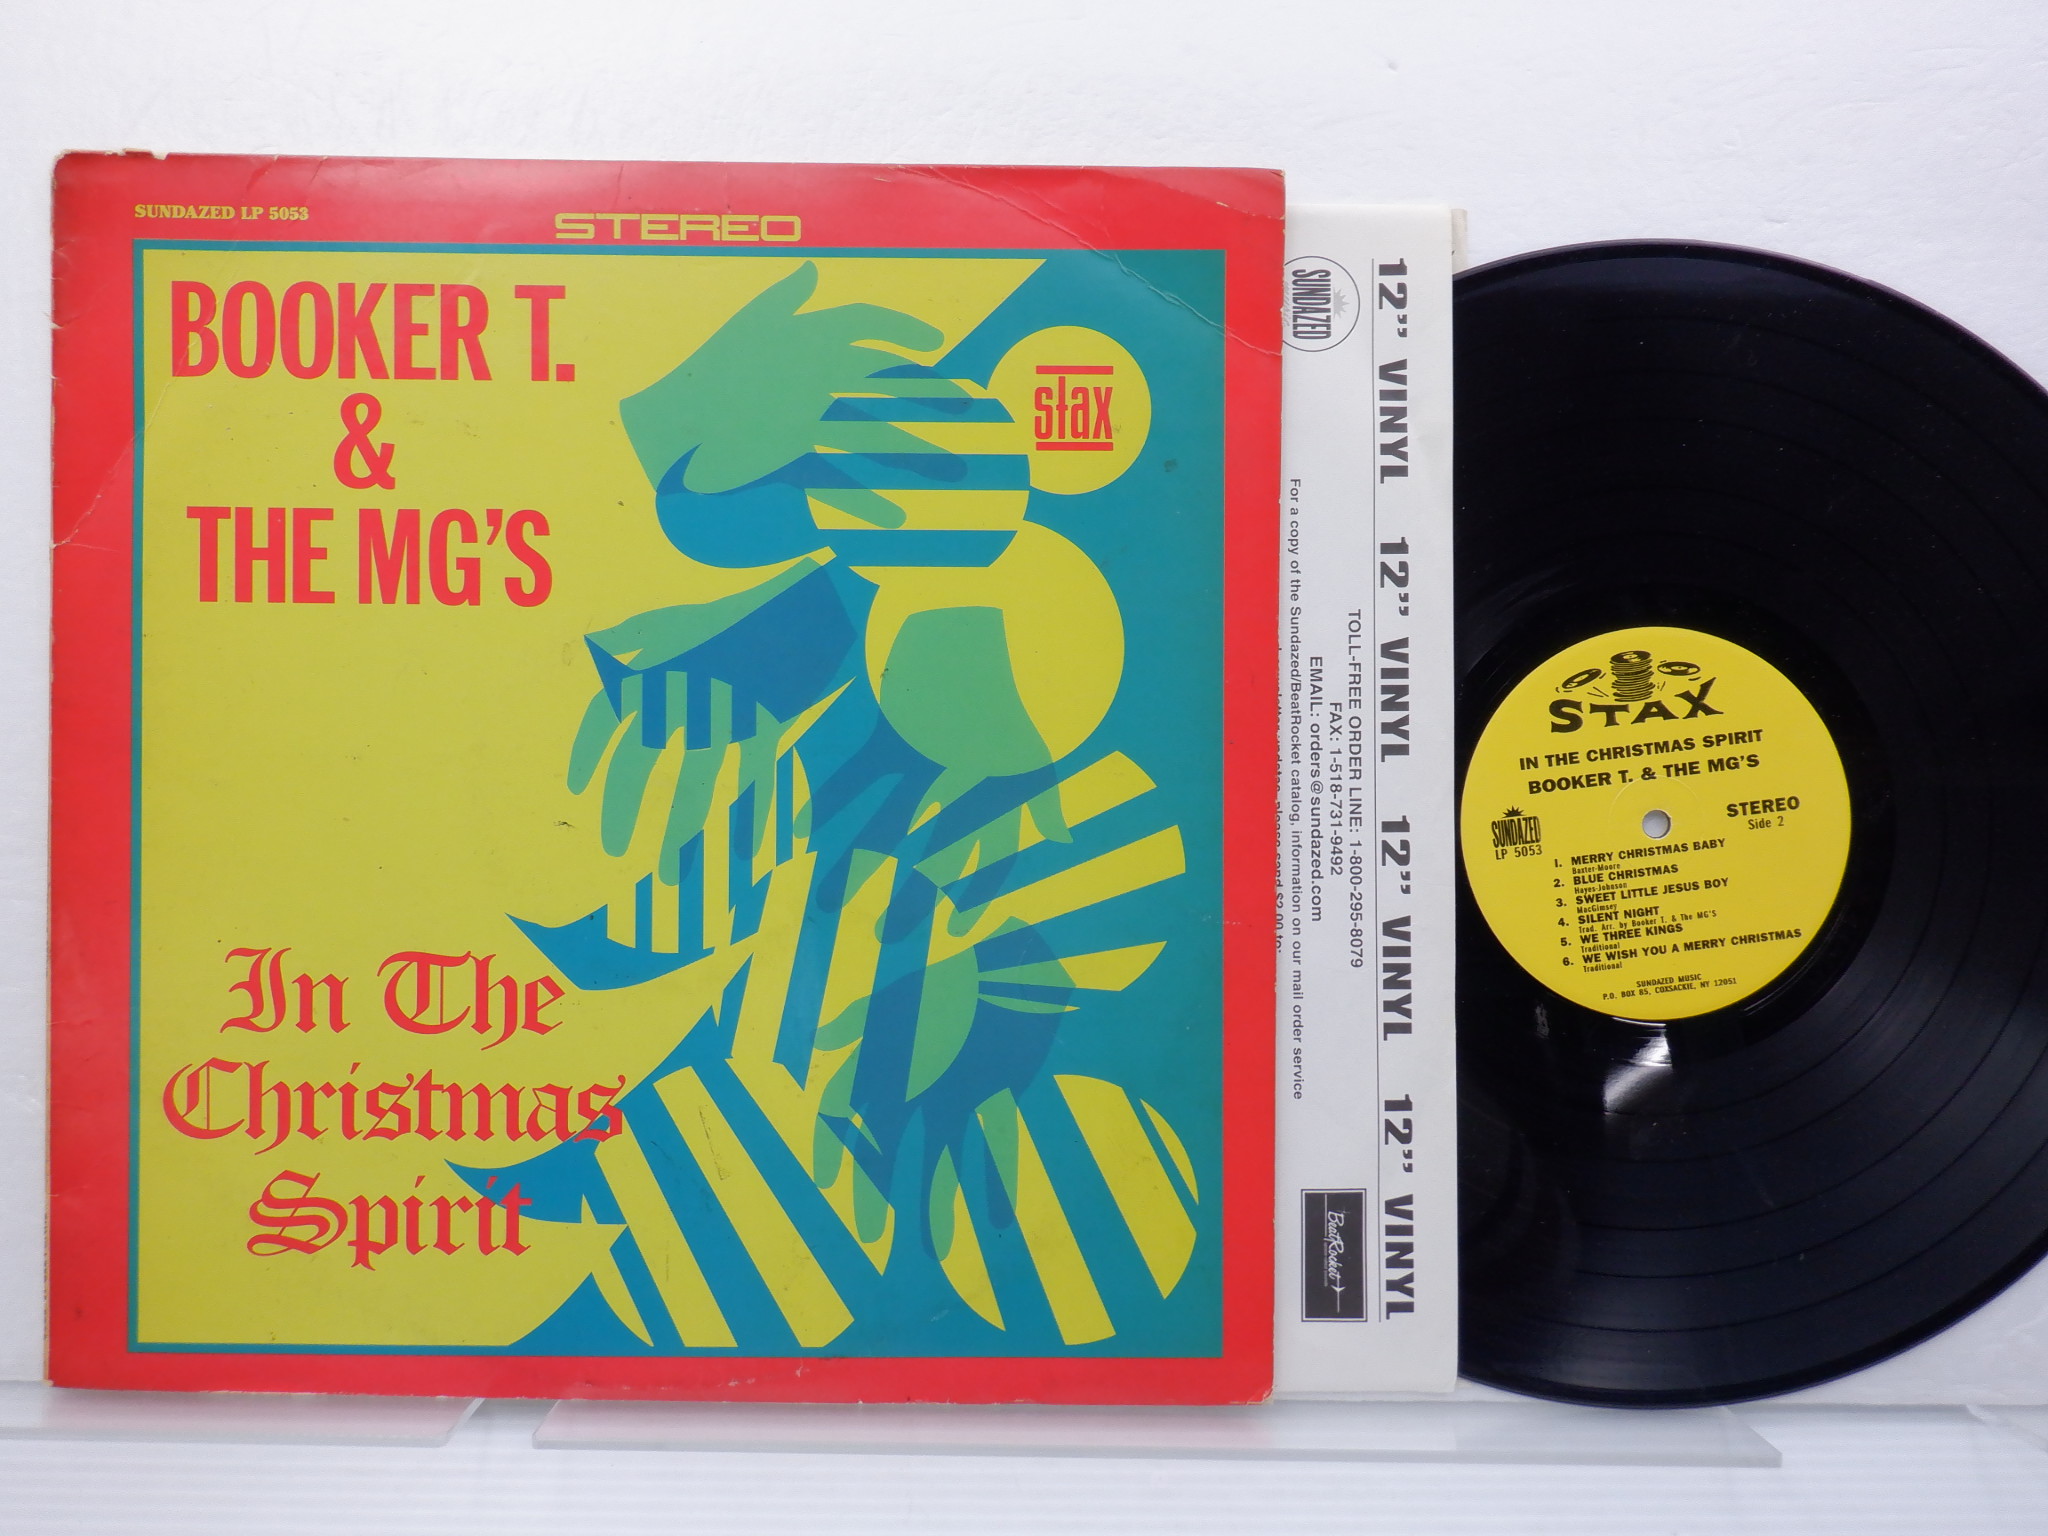 SUNDAZED LP 5053
STEREO
BOOKER T.
&
THE MG'S
stax
In The
Christmas
Spirit
SUNDAZED
12" VINYL 12" VINYL 12" VINYL 12" VINYL
TOLL-FREE ORDER LINE: 1-800-295-8079
FAX: 1-518-731-9492
EMAIL: orders@sundazed.com
For a copy of the Sundazed/BeatRocket catalog, information on our mail order service
please send $2.00 to:
BeatRocket
STAX
IN THE CHRISTMAS SPIRIT
BOOKER T. & THE MG'S
SUNDAZED
LP 5053
STEREO
Side 2
1. MERRY CHRISTMAS BABY
Baxter-Moore
2. BLUE CHRISTMAS
Hayes-Johnson
3. SWEET LITTLE JESUS BOY
MacGimsey
4. SILENT NIGHT
Trad. Arr. by Booker T. & The MG'S
5. WE THREE KINGS
Traditional
6. WE WISH YOU A MERRY CHRISTMAS
Traditional
SUNDAZED MUSIC
P.O. BOX 85, COXSACKIE, NY 12051